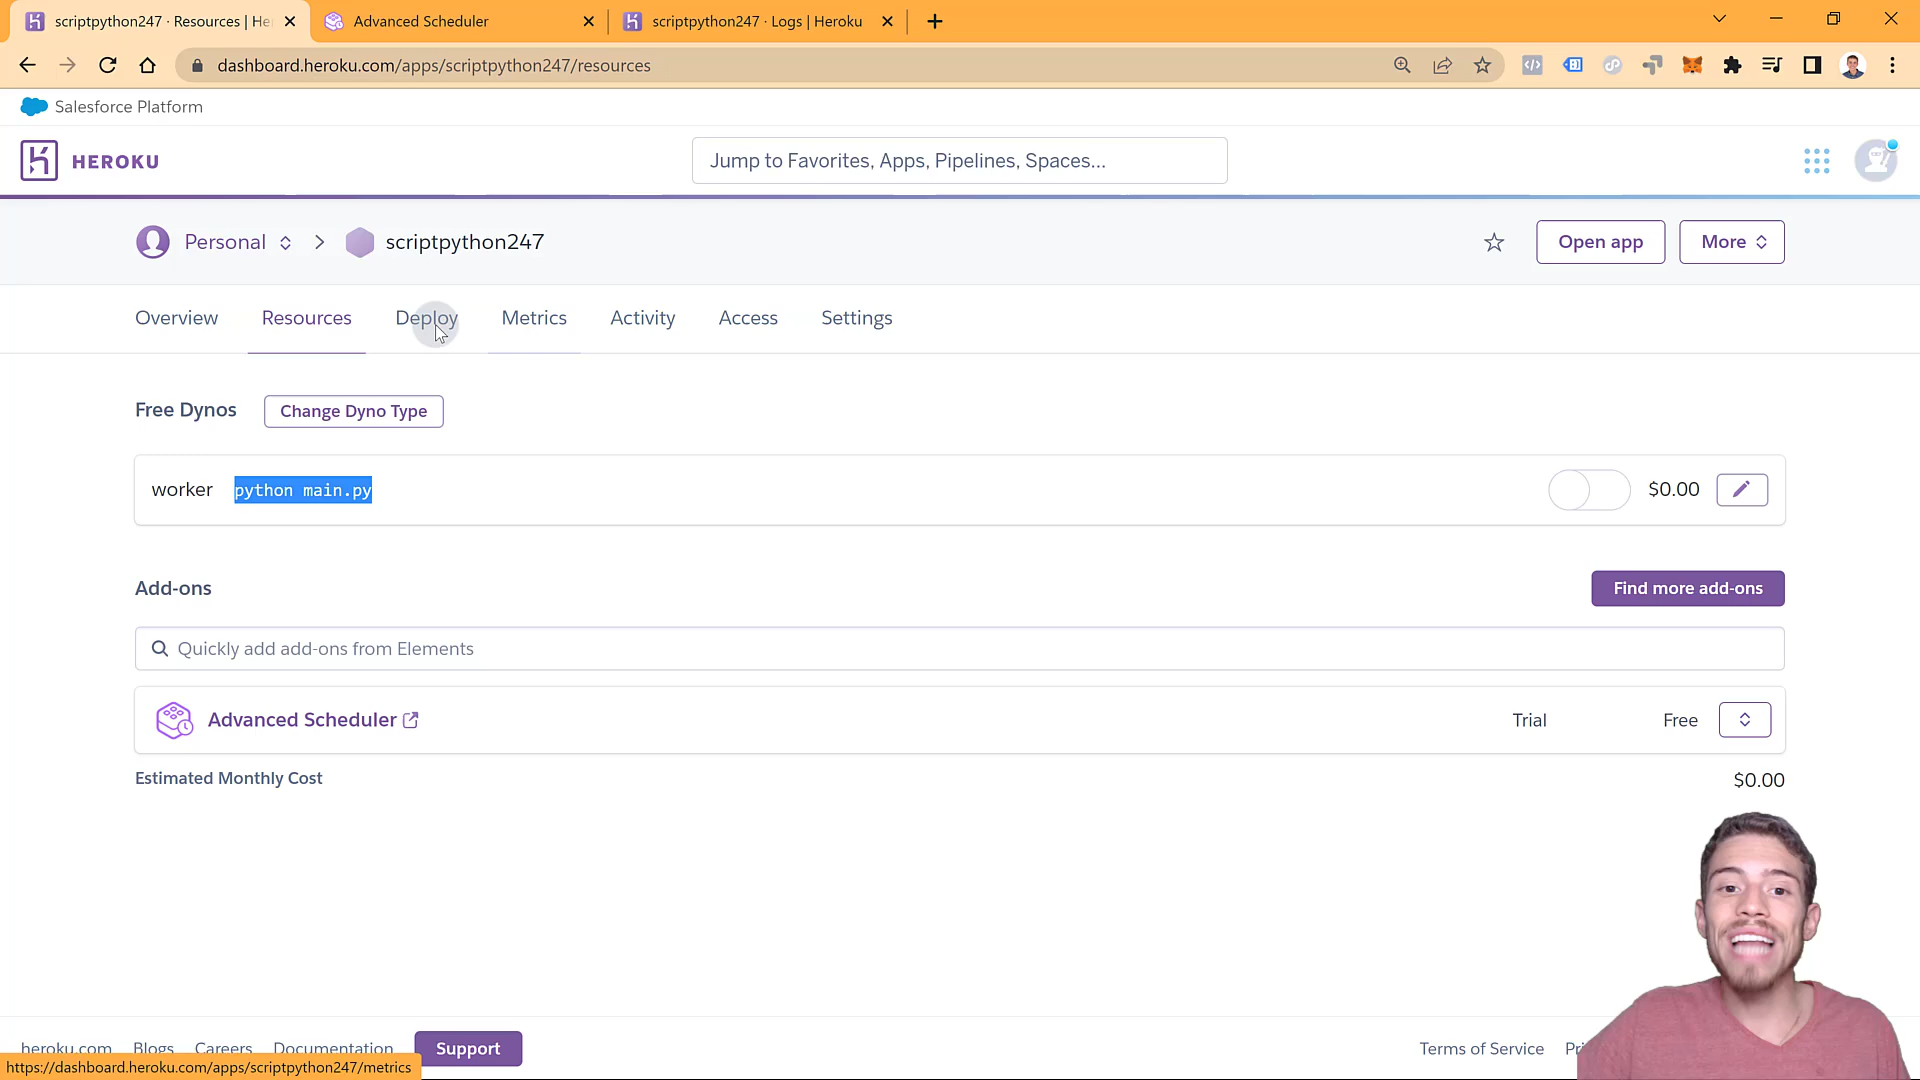 scriptpython247 · Resources | He
Advanced Scheduler
scriptpython247 · Logs | Heroku
dashboard.heroku.com/apps/scriptpython247/resources
Salesforce Platform
HEROKU
Jump to Favorites, Apps, Pipelines, Spaces...
Personal
scriptpython247
Open app
More
Overview
Resources
Deploy
Metrics
Activity
Access
Settings
Free Dynos
Change Dyno Type
worker python main.py
$0.00
Add-ons
Find more add-ons
Quickly add add-ons from Elements
Advanced Scheduler
Trial
Free
Estimated Monthly Cost
$0.00
heroku.com
Blogs
Careers
Documentation
Support
Terms of Service
https://dashboard.heroku.com/apps/scriptpython247/metrics